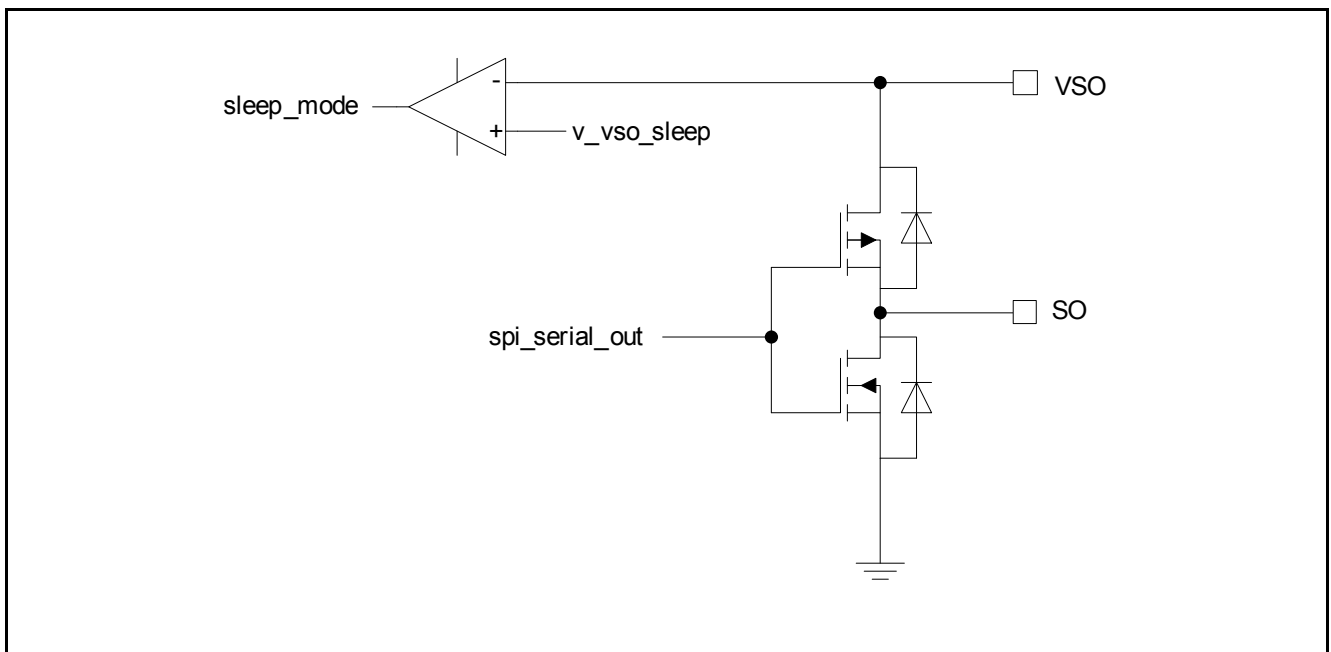 - VSO
sleep_mode
+ v_vso_sleep
SO
spi_serial_out